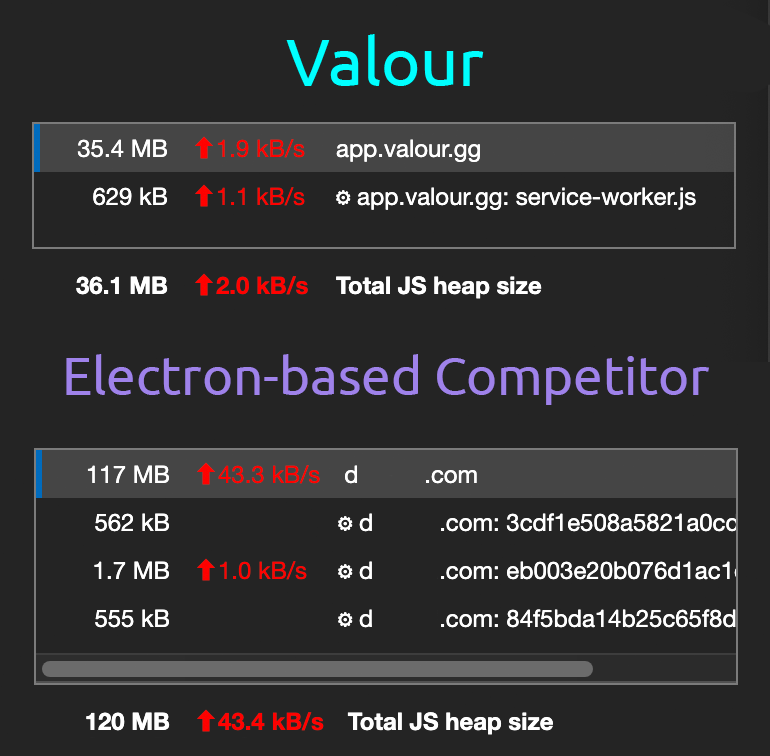 Valour
35.4 MB ↑1.9 kB/s app.valour.gg
629 kB ↑1.1 kB/s ⚙ app.valour.gg: service-worker.js
36.1 MB ↑2.0 kB/s Total JS heap size
Electron-based Competitor
117 MB ↑43.3 kB/s d .com
562 kB ⚙ d .com: 3cdf1e508a5821a0cc
1.7 MB ↑1.0 kB/s ⚙ d .com: eb003e20b076d1ac1
555 kB ⚙ d .com: 84f5bda14b25c65f8d
120 MB ↑43.4 kB/s Total JS heap size